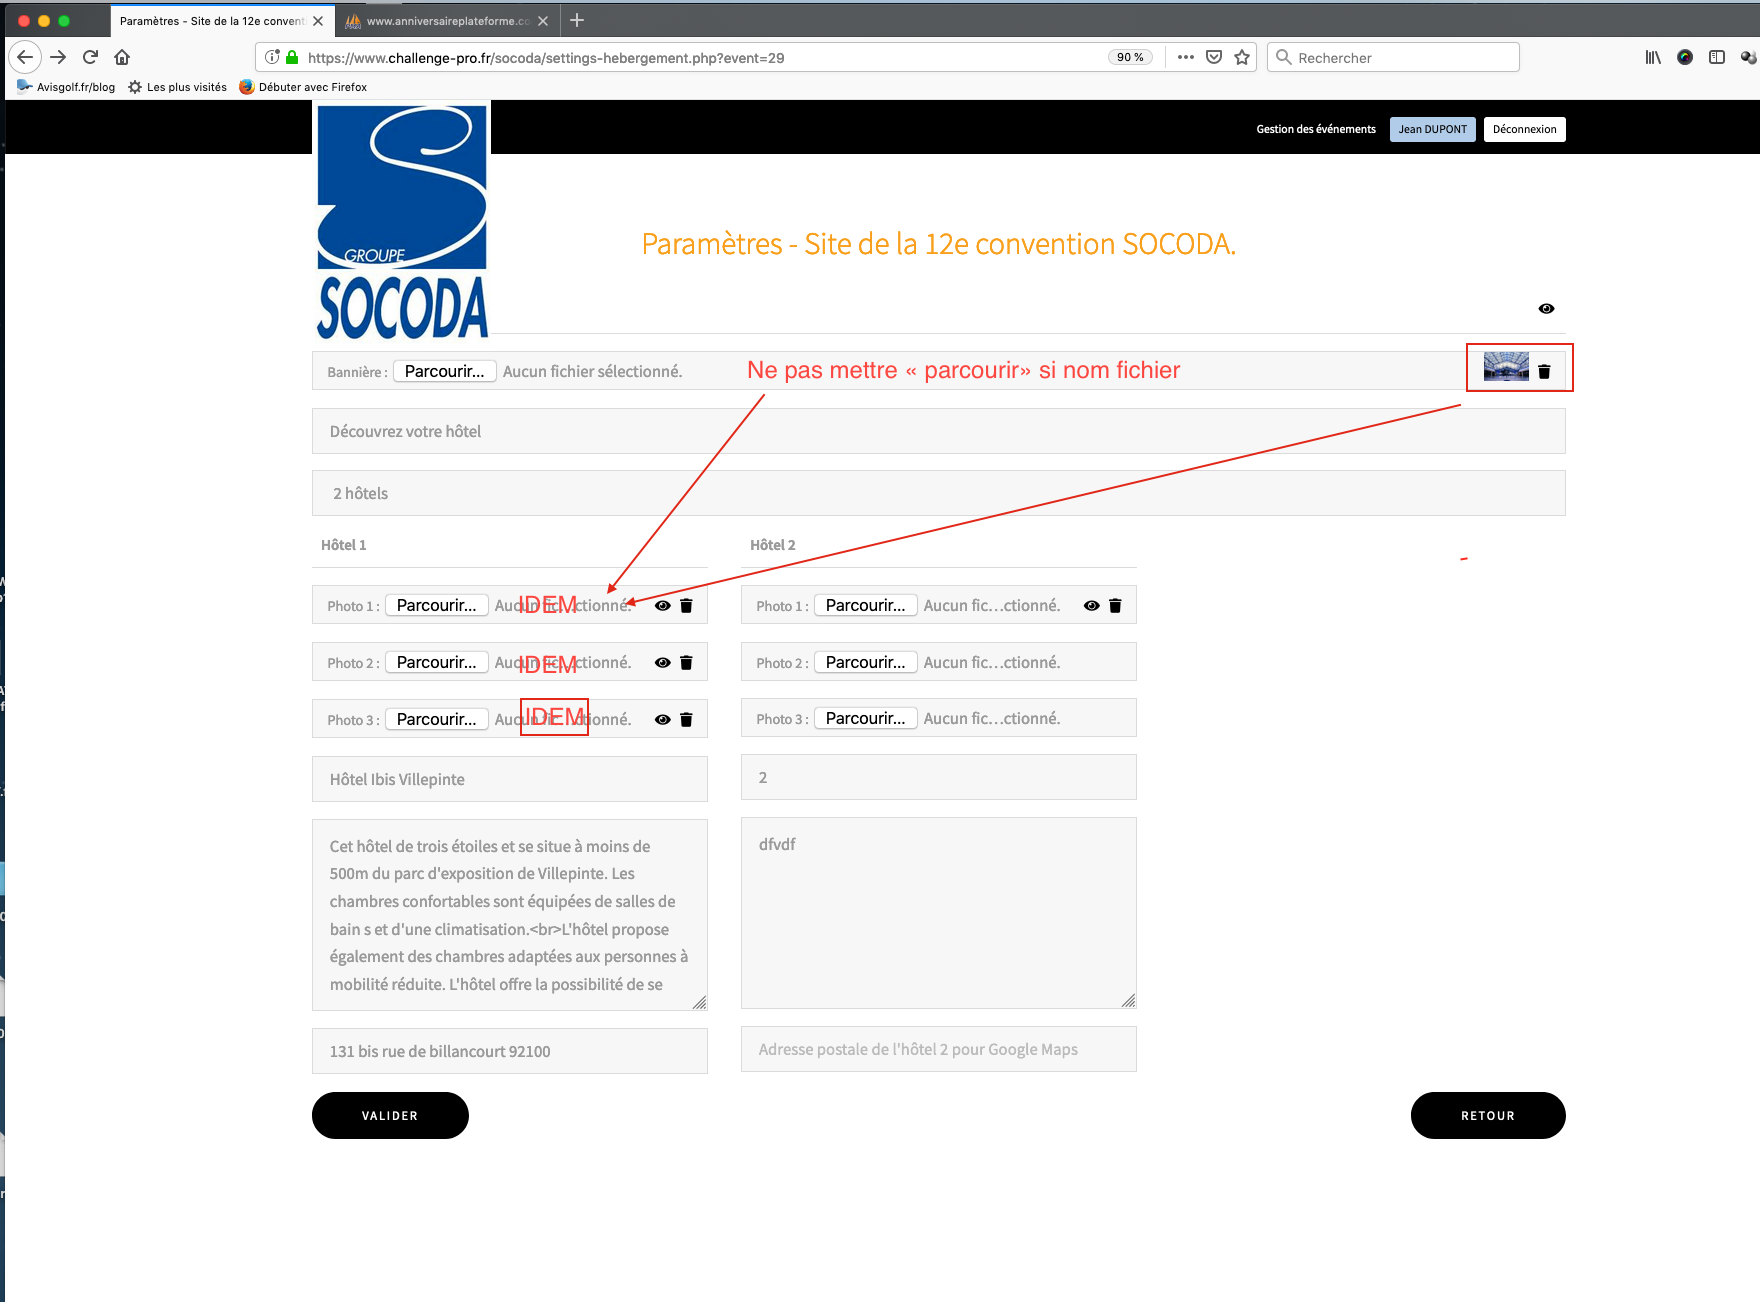 Paramètres - Site de la 12e conventi
www.anniversaireplateforme.co
https://www.challenge-pro.fr/socoda/settings-hebergement.php?event=29
90 %
Rechercher
Avisgolf.fr/blog
Les plus visités
Débuter avec Firefox
GROUPE
SOCODA
Gestion des événements
Jean DUPONT
Déconnexion
Paramètres - Site de la 12e convention SOCODA.
Bannière : Parcourir... Aucun fichier sélectionné.
Ne pas mettre « parcourir» si nom fichier
Découvrez votre hôtel
2 hôtels
Hôtel 1
Photo 1 : Parcourir... Aucun fic…ctionné.
IDEM
Photo 2 : Parcourir... Aucun fic…ctionné.
IDEM
Photo 3 : Parcourir... Aucun fic…ctionné.
IDEM
Hôtel Ibis Villepinte
Cet hôtel de trois étoiles et se situe à moins de
500m du parc d'exposition de Villepinte. Les
chambres confortables sont équipées de salles de
bain s et d'une climatisation.<br>L'hôtel propose
également des chambres adaptées aux personnes à
mobilité réduite. L'hôtel offre la possibilité de se
131 bis rue de billancourt 92100
Hôtel 2
Photo 1 : Parcourir... Aucun fic…ctionné.
Photo 2 : Parcourir... Aucun fic…ctionné.
Photo 3 : Parcourir... Aucun fic…ctionné.
2
dfvdf
Adresse postale de l'hôtel 2 pour Google Maps
VALIDER
RETOUR